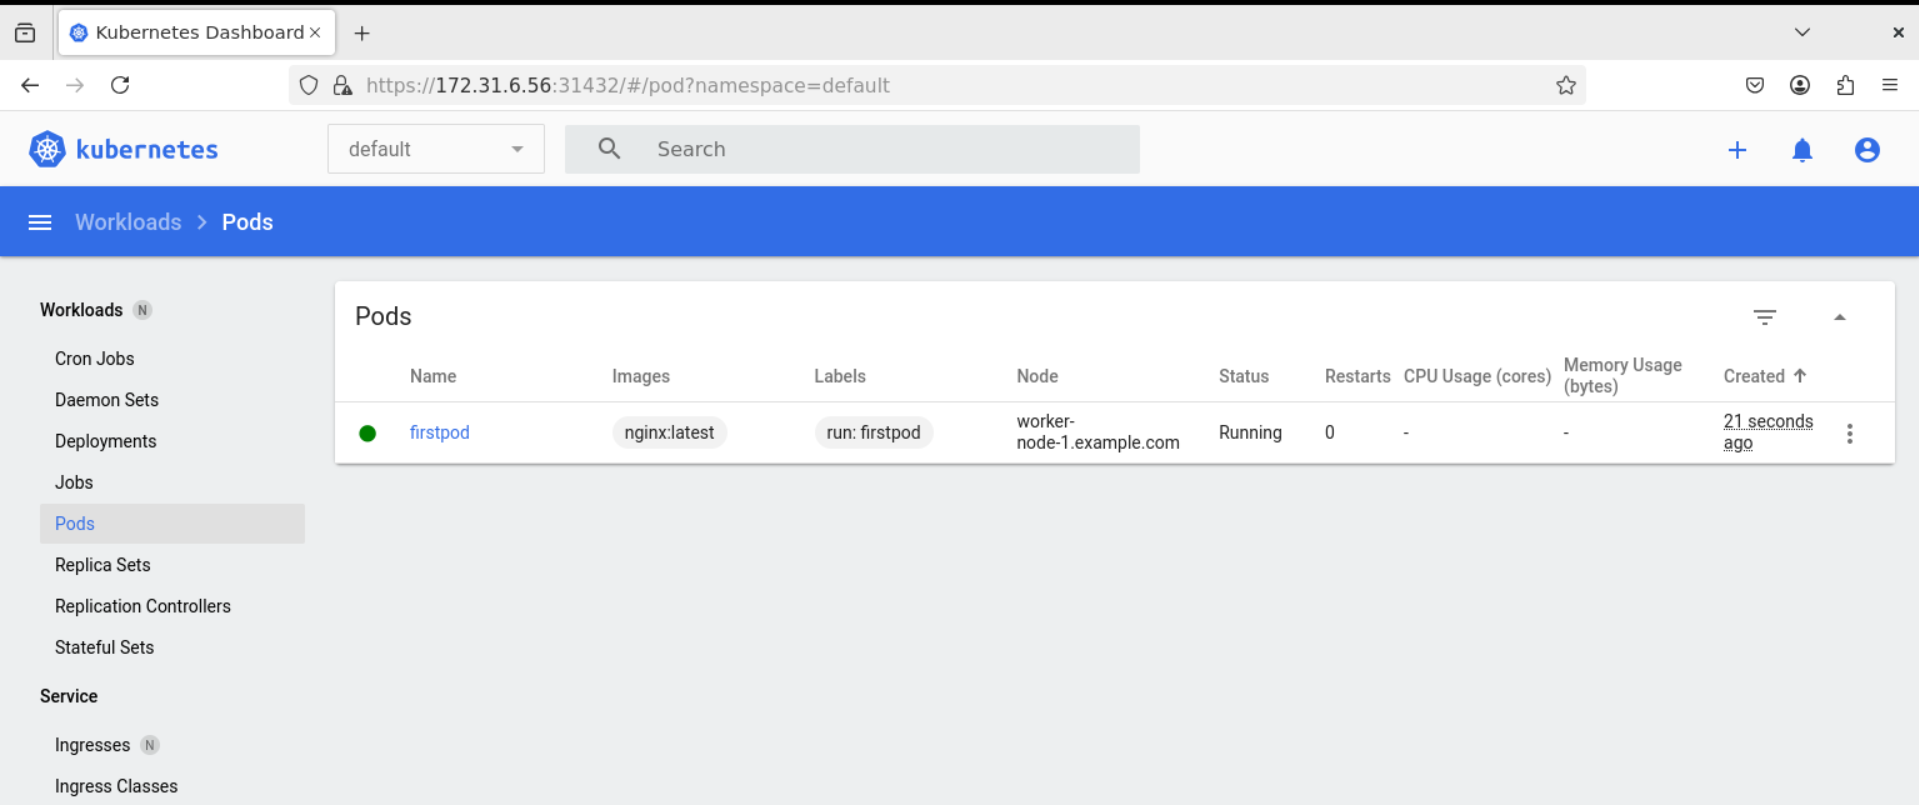 Kubernetes Dashboard
https://172.31.6.56:31432/#/pod?namespace=default
kubernetes
default
Search
Workloads > Pods
Workloads N
Cron Jobs
Daemon Sets
Deployments
Jobs
Pods
Replica Sets
Replication Controllers
Stateful Sets
Service
Ingresses N
Ingress Classes
Pods
Name Images Labels Node Status Restarts CPU Usage (cores) Memory Usage (bytes) Created
firstpod nginx:latest run: firstpod worker-node-1.example.com Running 0 - - 21 seconds ago